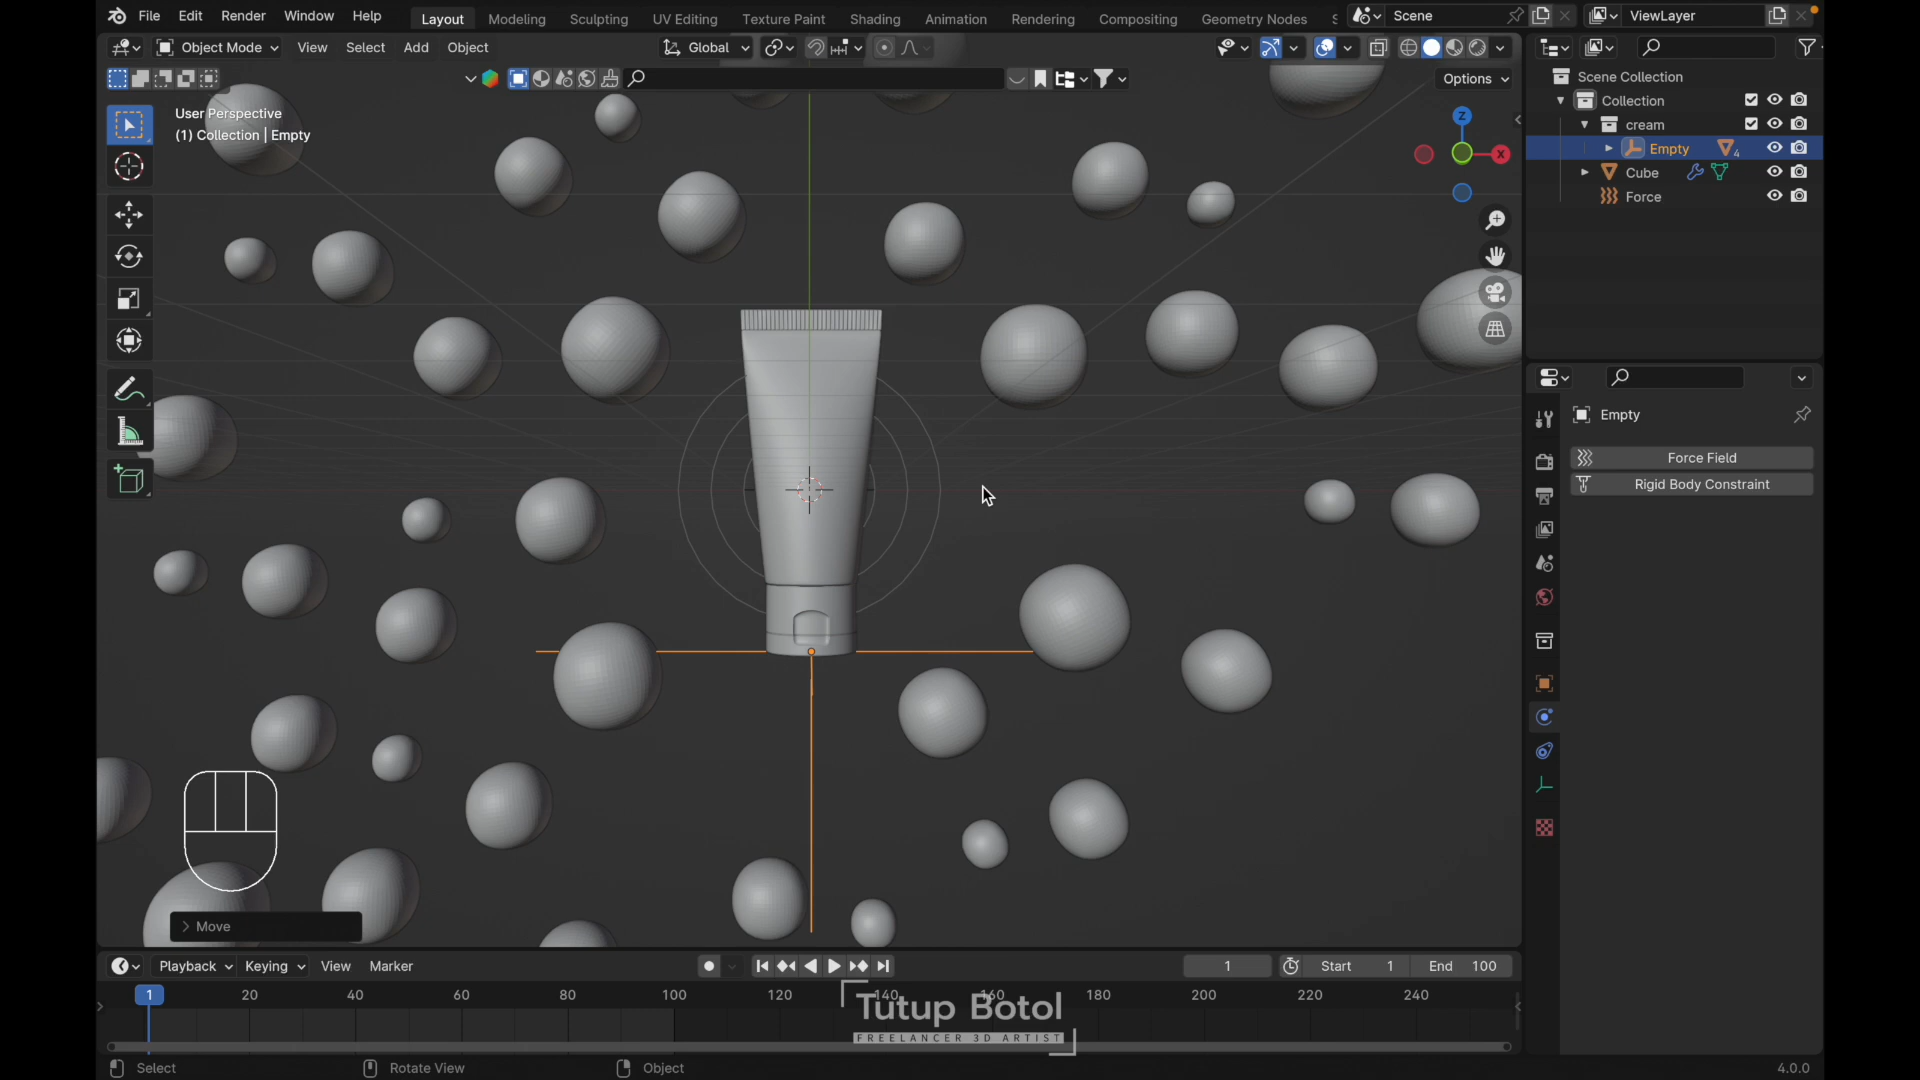 File Edit Render Window Help
Layout Modeling Sculpting UV Editing Texture Paint Shading Animation Rendering Compositing Geometry Nodes
Scene
ViewLayer
Object Mode View Select Add Object
Global
Options
User Perspective
(1) Collection | Empty
Z
X
Scene Collection
Collection
cream
Empty
4
Cube
Force
Empty
Force Field
Rigid Body Constraint
Move
Playback Keying View Marker
1
Start 1
End 100
1 20 40 60 80 100 120 140 160 180 200 220 240
Tutup Botol
FREELANCER 3D ARTIST
Select
Rotate View
Object
4.0.0